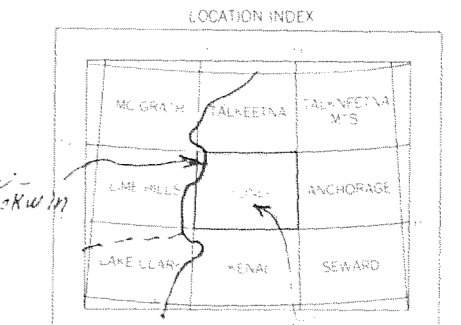 LOCATION INDEX
MC GRATH TALKEETNA TALKEETNA MTS
LIME HILLS ANCHORAGE
LAKE CLARK KENAI SEWARD